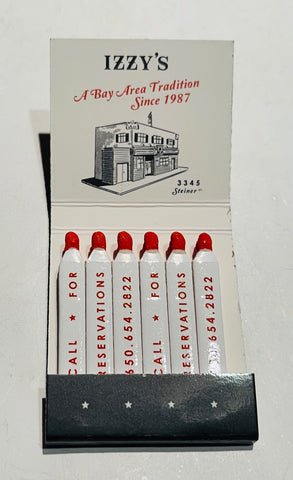 IZZY'S
A Bay Area Tradition
Since 1987
3345
Steiner ST.
CALL ★ FOR
RESERVATIONS
650.654.2822
CALL ★ FOR
RESERVATIONS
650.654.2822